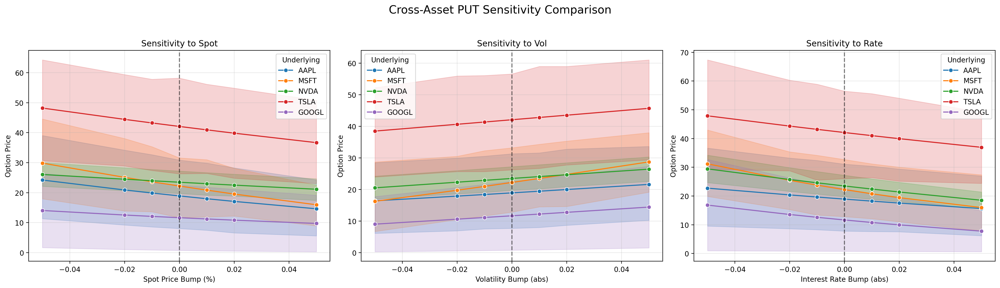 Cross-Asset PUT Sensitivity Comparison
Sensitivity to Spot
Option Price
60
50
40
30
20
10
0
−0.04
−0.02
0.00
0.02
0.04
Spot Price Bump (%)
Underlying
AAPL
MSFT
NVDA
TSLA
GOOGL
Sensitivity to Vol
Option Price
60
50
40
30
20
10
0
−0.04
−0.02
0.00
0.02
0.04
Volatility Bump (abs)
Underlying
AAPL
MSFT
NVDA
TSLA
GOOGL
Sensitivity to Rate
Option Price
70
60
50
40
30
20
10
0
−0.04
−0.02
0.00
0.02
0.04
Interest Rate Bump (abs)
Underlying
AAPL
MSFT
NVDA
TSLA
GOOGL